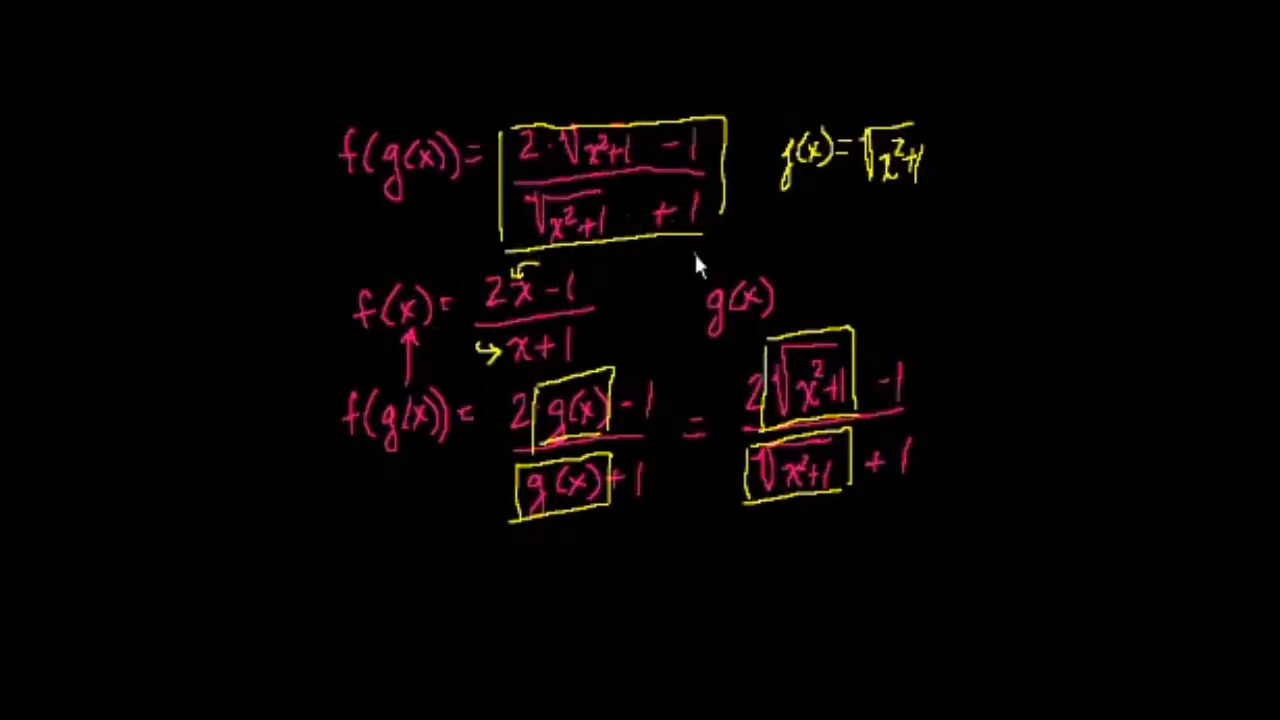 f(g(x)) = (2·√(x²+1) - 1)/(√(x²+1) + 1)    g(x) = √(x²+1)
f(x) = (2x - 1)/(x + 1)    g(x)
f(g(x)) = (2·g(x) - 1)/(g(x) + 1) = (2√(x²+1) - 1)/(√(x²+1) + 1)